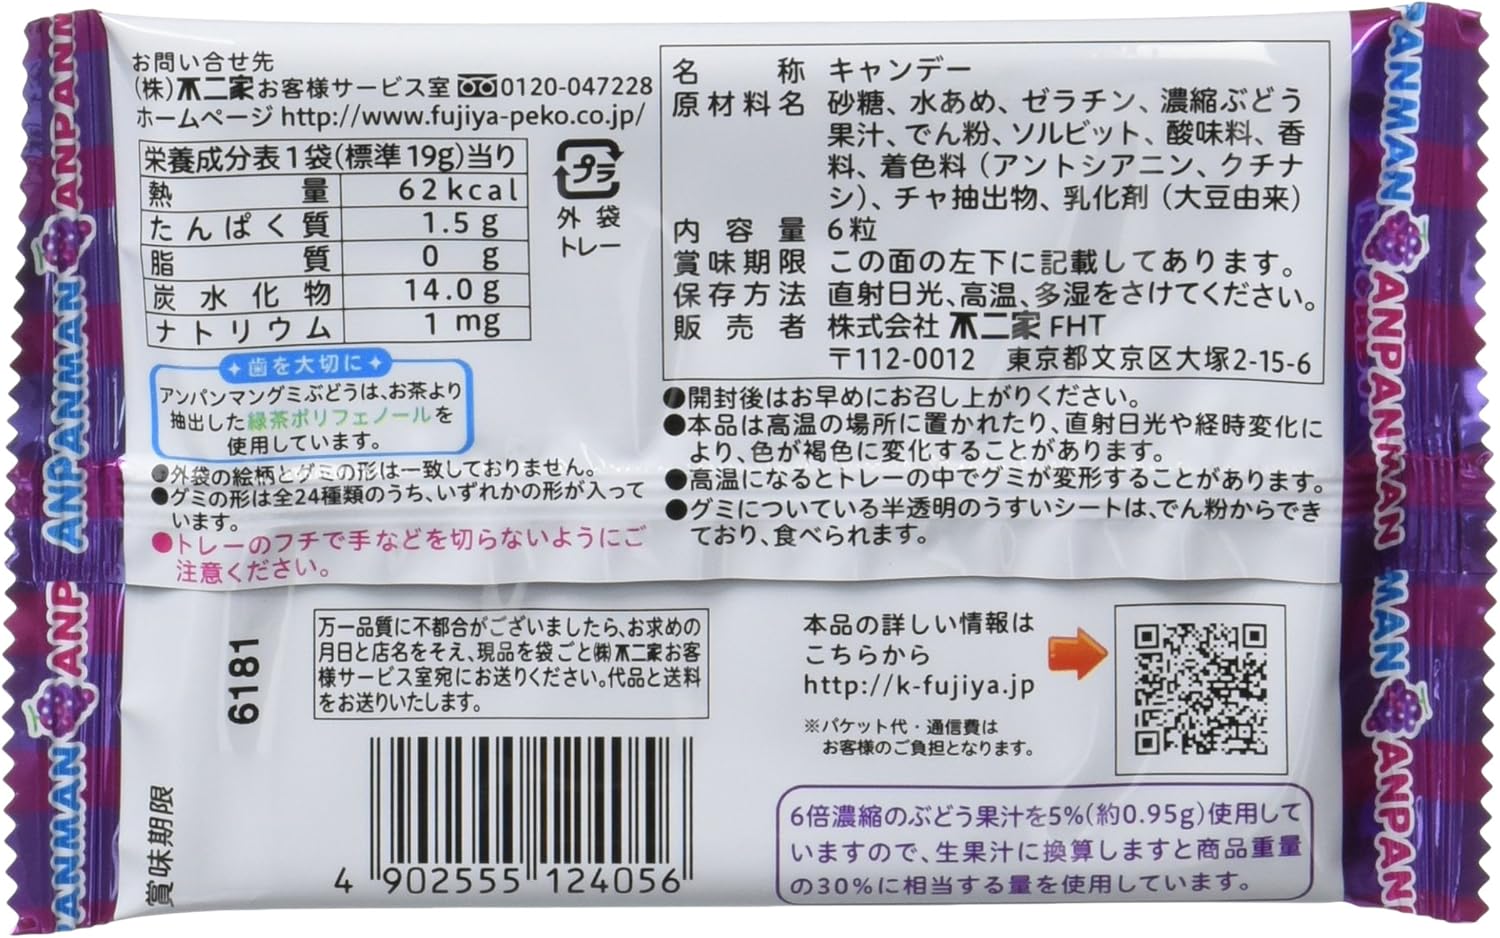 お問い合せ先
(株)不二家お客様サービス室 0120-047228
ホームページ http://www.fujiya-peko.co.jp/
栄養成分表1袋(標準19g)当り
熱量 62kcal
たんぱく質 1.5g
脂質 0g
炭水化物 14.0g
ナトリウム 1mg
プラ
外袋
トレー
歯を大切に
アンパンマングミぶどうは、お茶より
抽出した緑茶ポリフェノールを
使用しています。
●外袋の絵柄とグミの形は一致しておりません。
●グミの形は全24種類のうち、いずれかの形が入って
います。
●トレーのフチで手などを切らないようにご
注意ください。
名称 キャンデー
原材料名 砂糖、水あめ、ゼラチン、濃縮ぶどう
果汁、でん粉、ソルビット、酸味料、香
料、着色料（アントシアニン、クチナ
シ）、チャ抽出物、乳化剤（大豆由来）
内容量 6粒
賞味期限 この面の左下に記載してあります。
保存方法 直射日光、高温、多湿をさけてください。
販売者 株式会社 不二家 FHT
〒112-0012 東京都文京区大塚2-15-6
●開封後はお早めにお召し上がりください。
●本品は高温の場所に置かれたり、直射日光や経時変化に
より、色が褐色に変化することがあります。
●高温になるとトレーの中でグミが変形することがあります。
●グミについている半透明のうすいシートは、でん粉からでき
ており、食べられます。
賞味期限
6181
万一品質に不都合がございましたら、お求めの
月日と店名をそえ、現品を袋ごと㈱不二家お客
様サービス室宛にお送りください。代品と送料
をお送りいたします。
4 902555 124056
本品の詳しい情報は
こちらから
http://k-fujiya.jp
※パケット代・通信費は
お客様のご負担となります。
6倍濃縮のぶどう果汁を5%(約0.95g)使用して
いますので、生果汁に換算しますと商品重量
の30%に相当する量を使用しています。
ANPANMAN
ANPANMAN
ANP
ANMAN
ANMAN
ANPANMAN
MAN
ANPAN